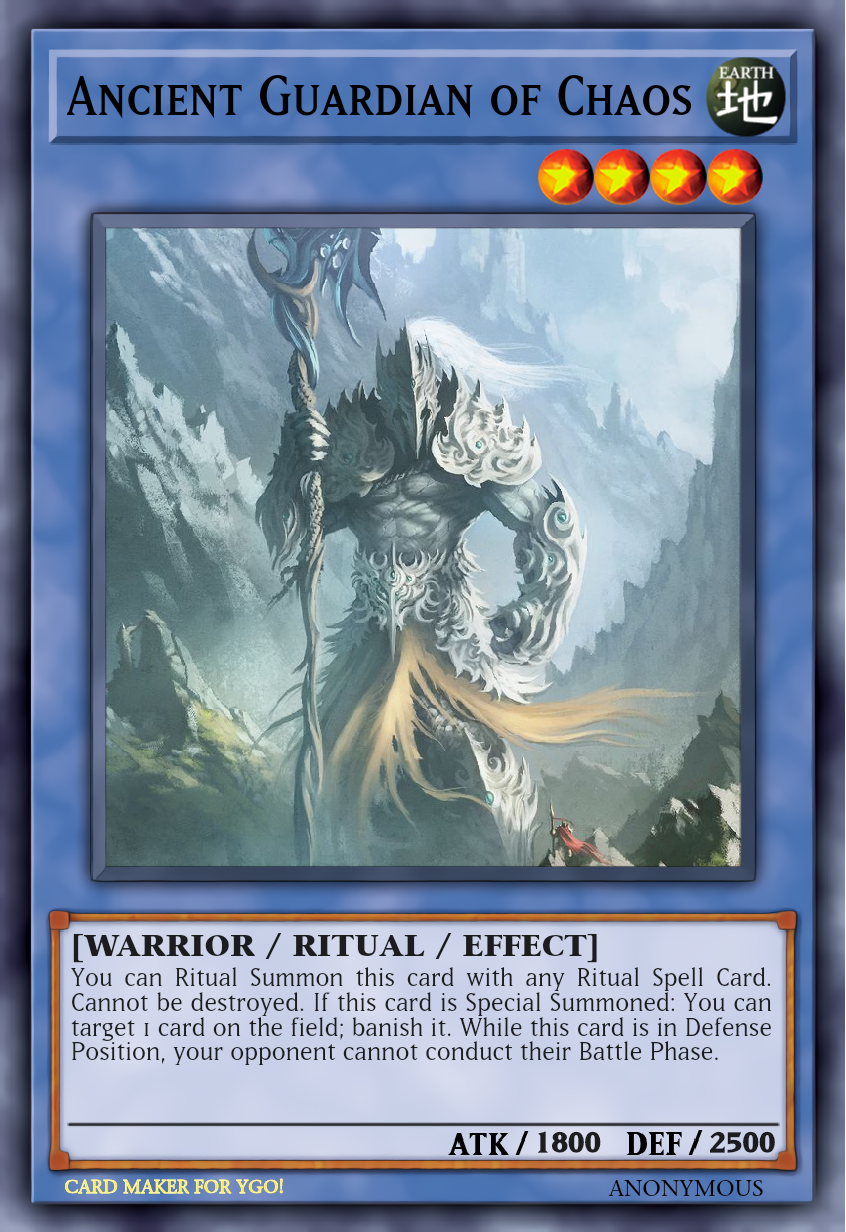 Ancient Guardian of Chaos
EARTH
地
[WARRIOR / RITUAL / EFFECT]
You can Ritual Summon this card with any Ritual Spell Card.
Cannot be destroyed. If this card is Special Summoned: You can
target 1 card on the field; banish it. While this card is in Defense
Position, your opponent cannot conduct their Battle Phase.
ATK / 1800 DEF / 2500
CARD MAKER FOR YGO! ANONYMOUS